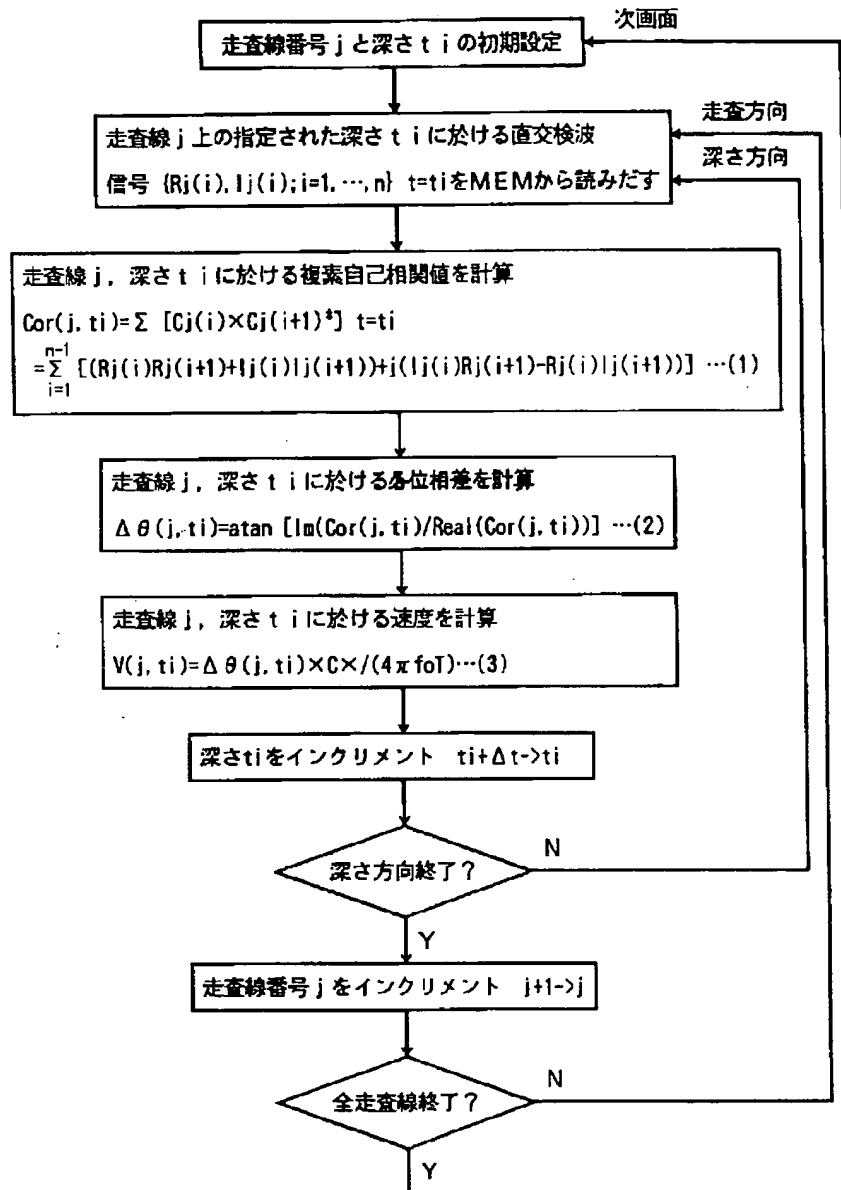 次画面
走査線番号jと深さtiの初期設定
走査方向
走査線j上の指定された深さtiに於ける直交検波
深さ方向
信号 {Rj(i),Ij(i);i=1,…,n} t=tiをMEMから読みだす
走査線j,深さtiに於ける複素自己相関値を計算
Cor(j,ti)=Σ [Cj(i)×Cj(i+1)*] t=ti
n-1
=Σ [(Rj(i)Rj(i+1)+Ij(i)Ij(i+1))+j(Ij(i)Rj(i+1)-Rj(i)Ij(i+1))] …(1)
i=1
走査線j,深さtiに於ける各位相差を計算
Δθ(j,ti)=atan [Im(Cor(j,ti)/Real(Cor(j,ti))] …(2)
走査線j,深さtiに於ける速度を計算
V(j,ti)=Δθ(j,ti)×C×/(4πfoT)…(3)
深さtiをインクリメント ti+Δt->ti
深さ方向終了?
N
Y
走査線番号jをインクリメント j+1->j
全走査線終了?
N
Y